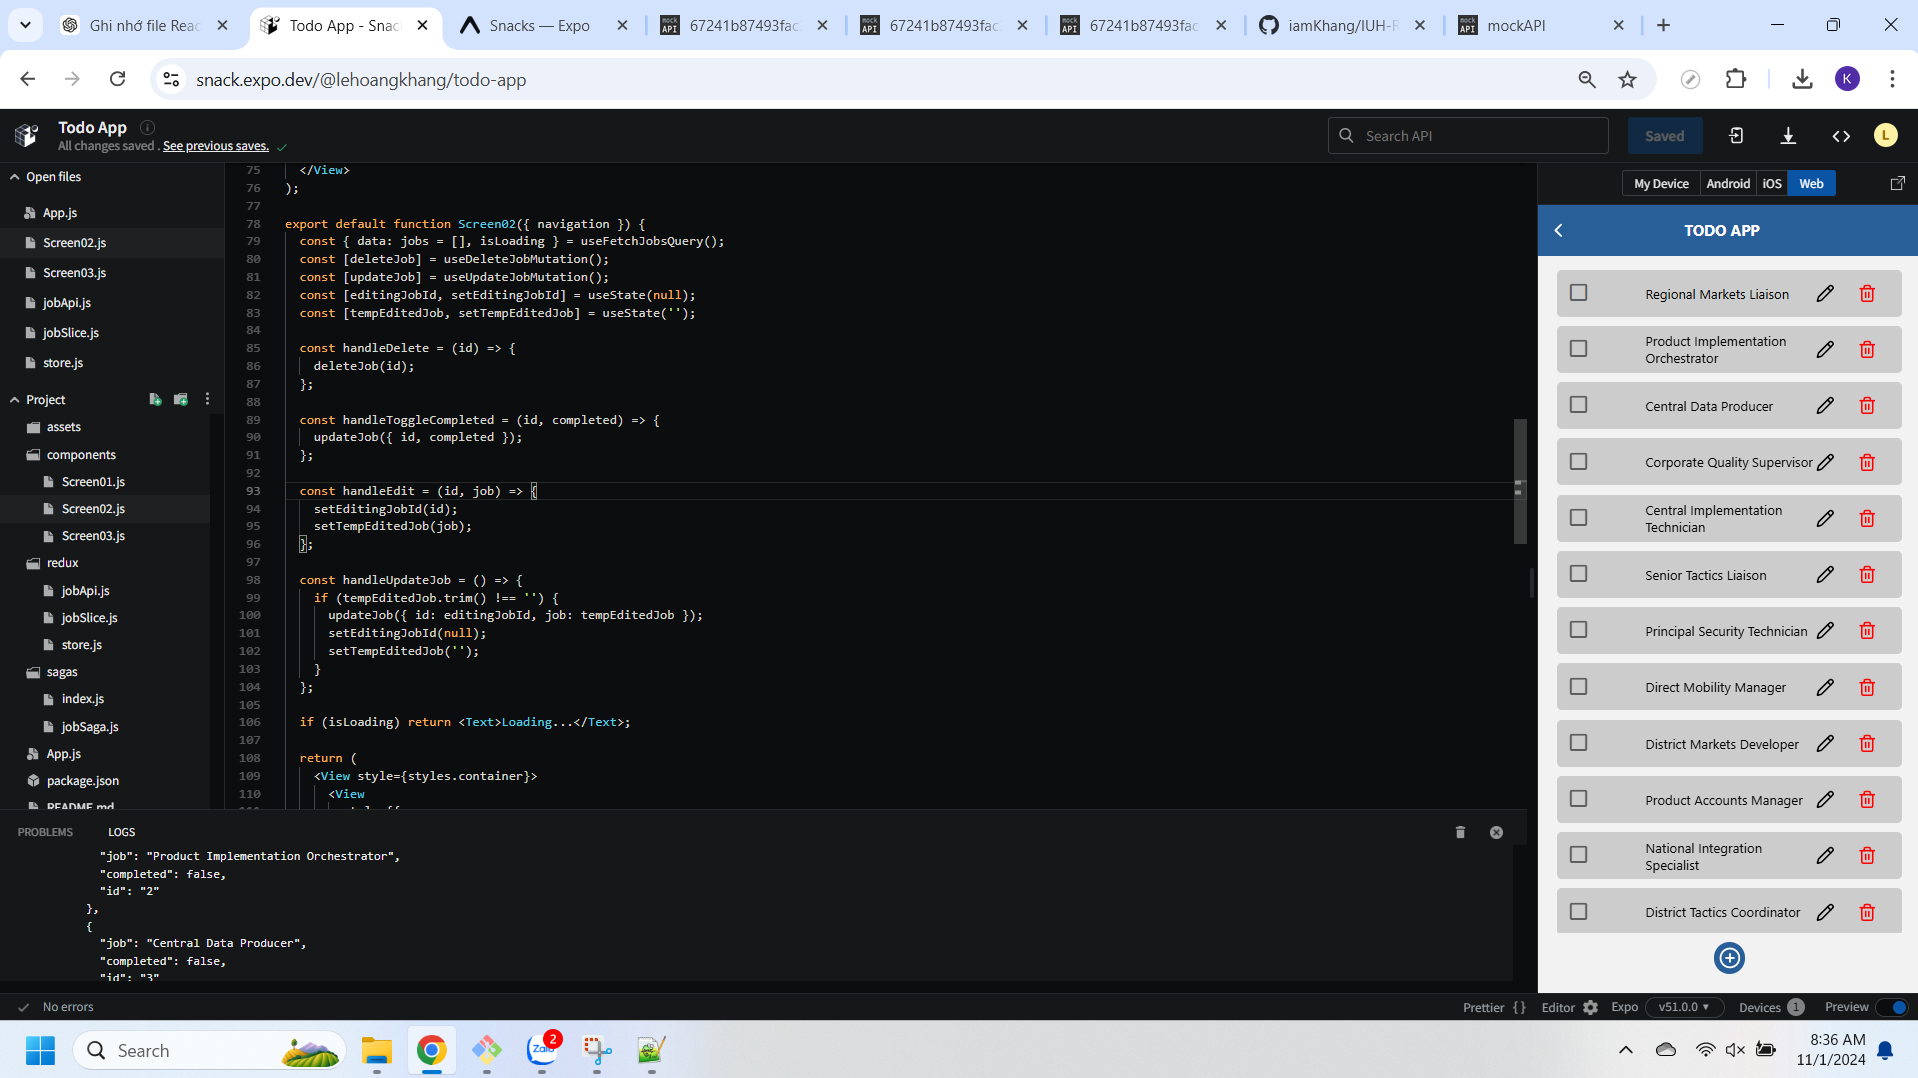 Ghi nhớ file Reac
Todo App - Snac
Snacks — Expo
67241b87493fac
67241b87493fac
67241b87493fac
iamKhang/IUH-R
mockAPI
snack.expo.dev/@lehoangkhang/todo-app
K
Todo App
All changes saved . See previous saves.
Search API
Saved
L
Open files
App.js
Screen02.js
Screen03.js
jobApi.js
jobSlice.js
store.js
Project
assets
components
Screen01.js
Screen02.js
Screen03.js
redux
jobApi.js
jobSlice.js
store.js
sagas
index.js
jobSaga.js
App.js
package.json
README.md
75 </View>
76 );
77
78 export default function Screen02({ navigation }) {
79 const { data: jobs = [], isLoading } = useFetchJobsQuery();
80 const [deleteJob] = useDeleteJobMutation();
81 const [updateJob] = useUpdateJobMutation();
82 const [editingJobId, setEditingJobId] = useState(null);
83 const [tempEditedJob, setTempEditedJob] = useState('');
84
85 const handleDelete = (id) => {
86 deleteJob(id);
87 };
88
89 const handleToggleCompleted = (id, completed) => {
90 updateJob({ id, completed });
91 };
92
93 const handleEdit = (id, job) => {
94 setEditingJobId(id);
95 setTempEditedJob(job);
96 };
97
98 const handleUpdateJob = () => {
99 if (tempEditedJob.trim() !== '') {
100 updateJob({ id: editingJobId, job: tempEditedJob });
101 setEditingJobId(null);
102 setTempEditedJob('');
103 }
104 };
105
106 if (isLoading) return <Text>Loading...</Text>;
107
108 return (
109 <View style={styles.container}>
110 <View
PROBLEMS LOGS
"job": "Product Implementation Orchestrator",
"completed": false,
"id": "2"
},
{
"job": "Central Data Producer",
"completed": false,
"id": "3"
My Device Android iOS Web
TODO APP
Regional Markets Liaison
Product Implementation
Orchestrator
Central Data Producer
Corporate Quality Supervisor
Central Implementation
Technician
Senior Tactics Liaison
Principal Security Technician
Direct Mobility Manager
District Markets Developer
Product Accounts Manager
National Integration
Specialist
District Tactics Coordinator
No errors
Prettier { } Editor Expo v51.0.0 Devices 1 Preview
Search
Zalo
2
8:36 AM
11/1/2024